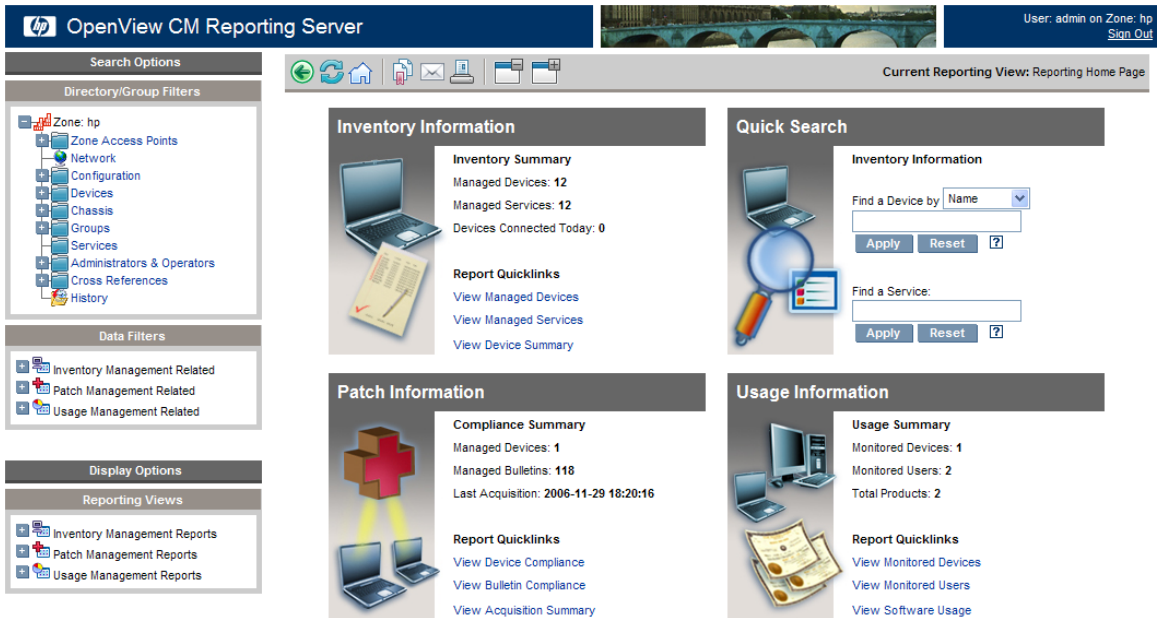 hp OpenView CM Reporting Server
User: admin on Zone: hp
Sign Out
Search Options
Directory/Group Filters
Zone: hp
Zone Access Points
Network
Configuration
Devices
Chassis
Groups
Services
Administrators & Operators
Cross References
History
Data Filters
Inventory Management Related
Patch Management Related
Usage Management Related
Display Options
Reporting Views
Inventory Management Reports
Patch Management Reports
Usage Management Reports
Current Reporting View: Reporting Home Page
Inventory Information
Inventory Summary
Managed Devices: 12
Managed Services: 12
Devices Connected Today: 0
Report Quicklinks
View Managed Devices
View Managed Services
View Device Summary
Quick Search
Inventory Information
Find a Device by Name
Apply Reset ?
Find a Service:
Apply Reset ?
Patch Information
Compliance Summary
Managed Devices: 1
Managed Bulletins: 118
Last Acquisition: 2006-11-29 18:20:16
Report Quicklinks
View Device Compliance
View Bulletin Compliance
View Acquisition Summary
Usage Information
Usage Summary
Monitored Devices: 1
Monitored Users: 2
Total Products: 2
Report Quicklinks
View Monitored Devices
View Monitored Users
View Software Usage